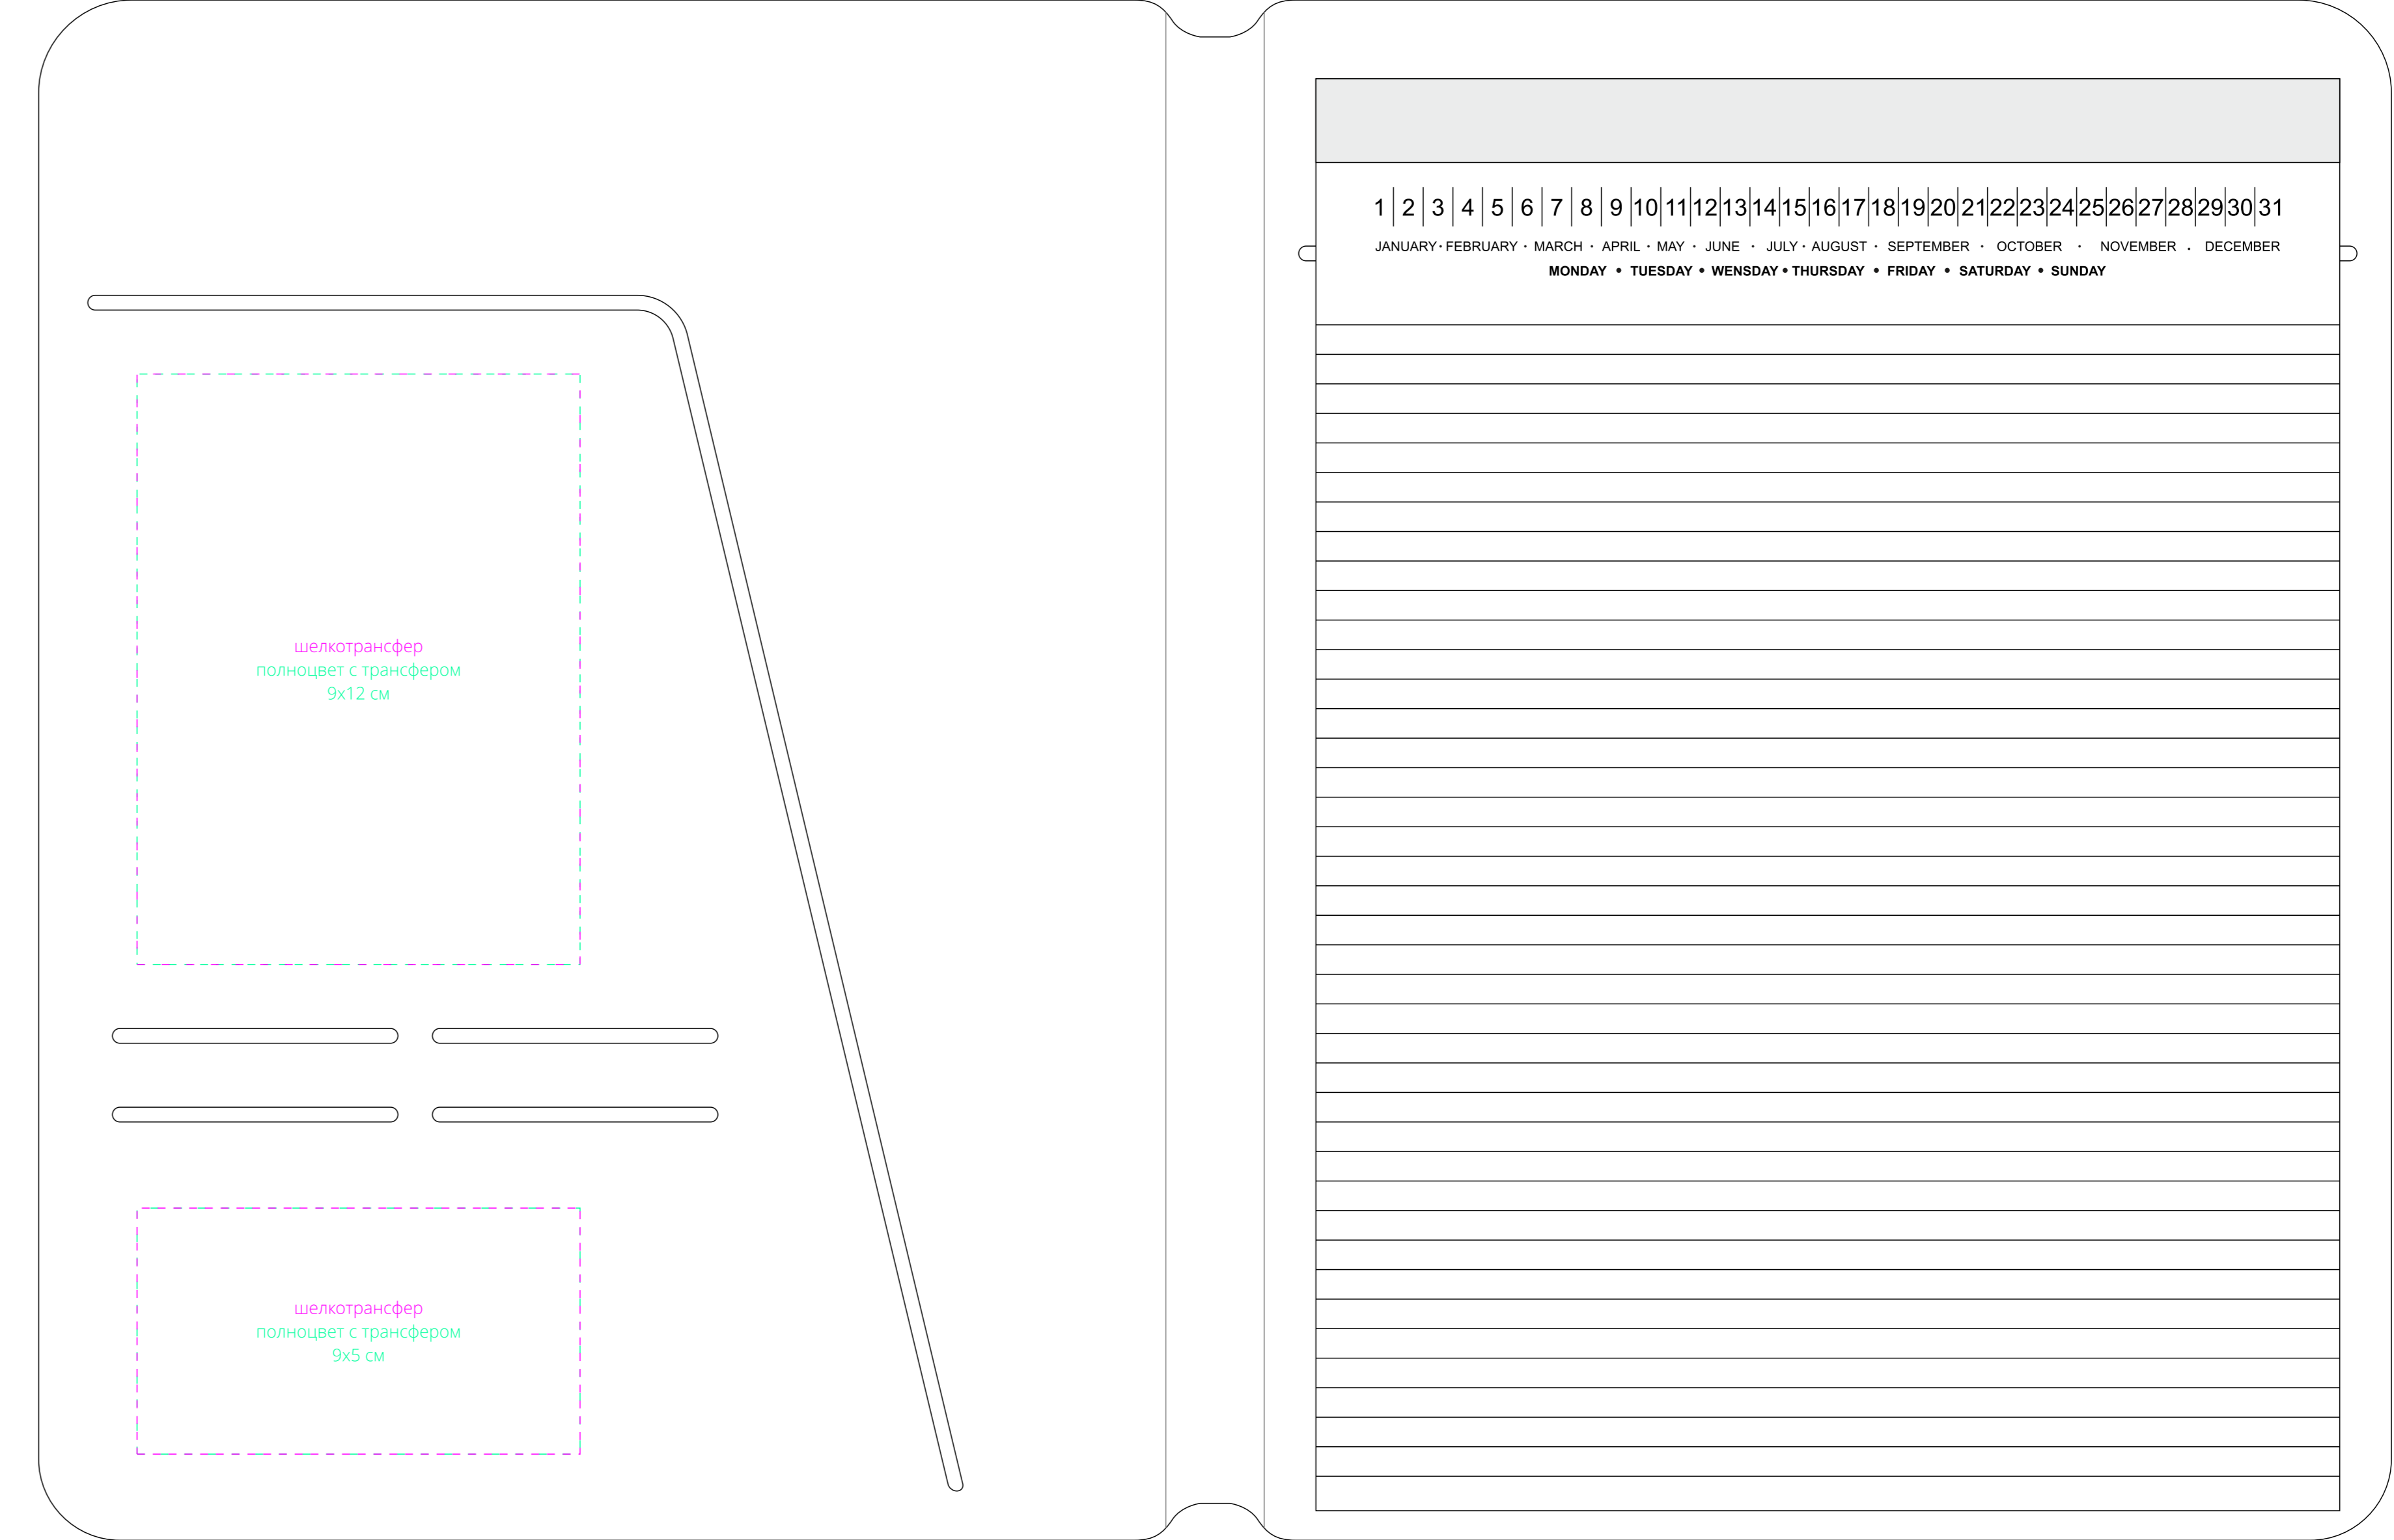 1 2 3 4 5 6 7 8 9 10 11 12 13 14 15 16 17 18 19 20 21 22 23 24 25 26 27 28 29 30 31
JANUARY · FEBRUARY · MARCH · APRIL · MAY · JUNE · JULY · AUGUST · SEPTEMBER · OCTOBER · NOVEMBER . DECEMBER
MONDAY • TUESDAY • WENSDAY • THURSDAY • FRIDAY • SATURDAY • SUNDAY
шелкотрансфер
полноцвет с трансфером
9х12 см
шелкотрансфер
полноцвет с трансфером
9х5 см